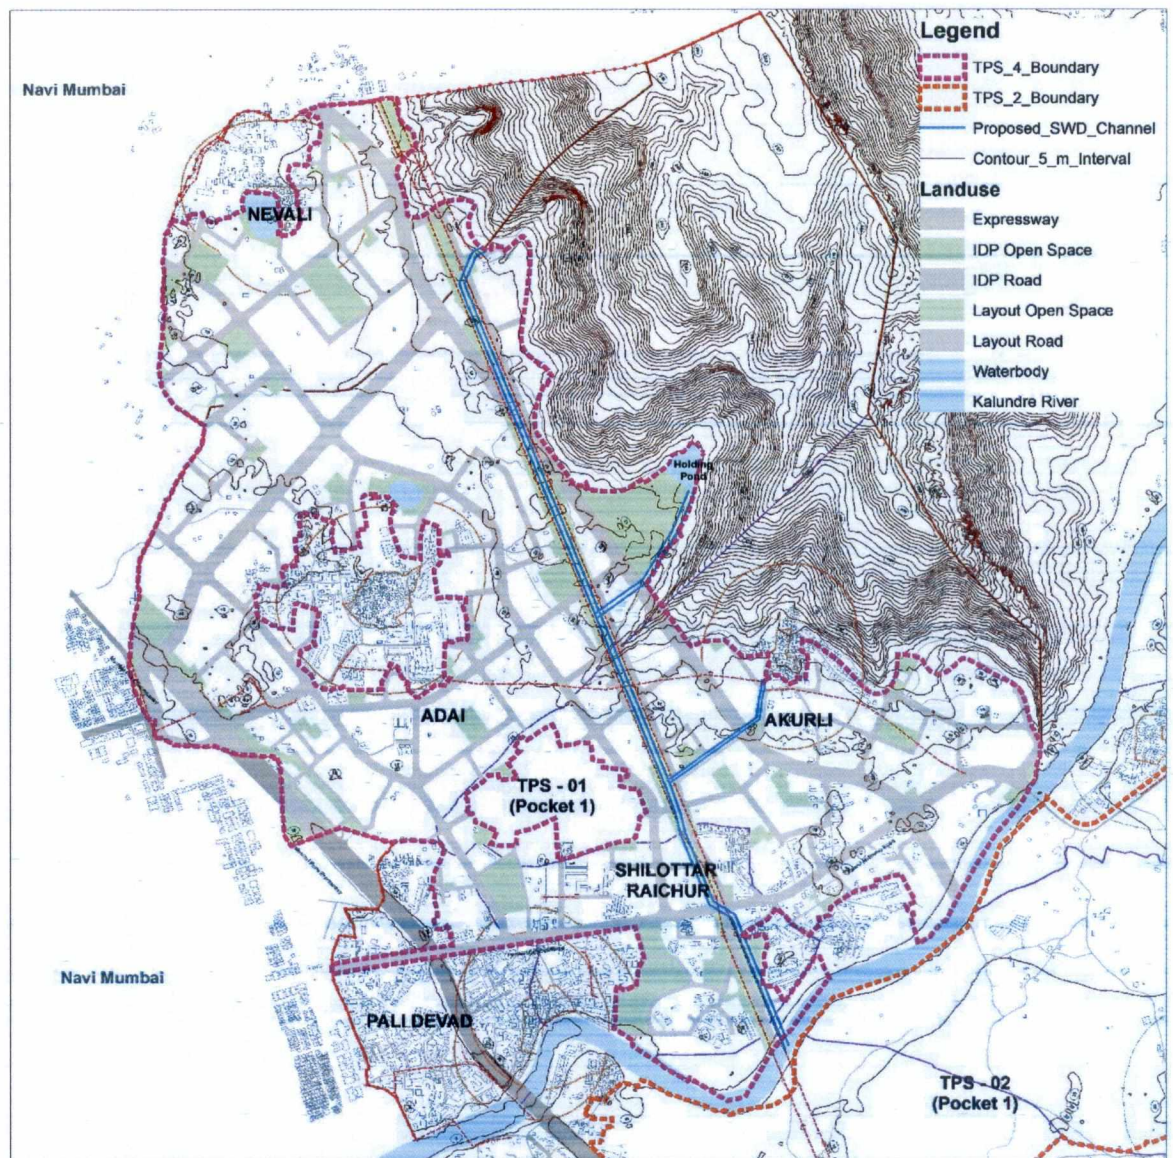 Legend
TPS_4_Boundary
TPS_2_Boundary
Proposed_SWD_Channel
Contour_5_m_Interval
Landuse
Expressway
IDP Open Space
IDP Road
Layout Open Space
Layout Road
Waterbody
Kalundre River
Navi Mumbai
NEVALI
Holding
Pond
ADAI
AKURLI
TPS - 01
(Pocket 1)
SHILOTTAR
RAICHUR
Navi Mumbai
PALI DEVAD
TPS - 02
(Pocket 1)